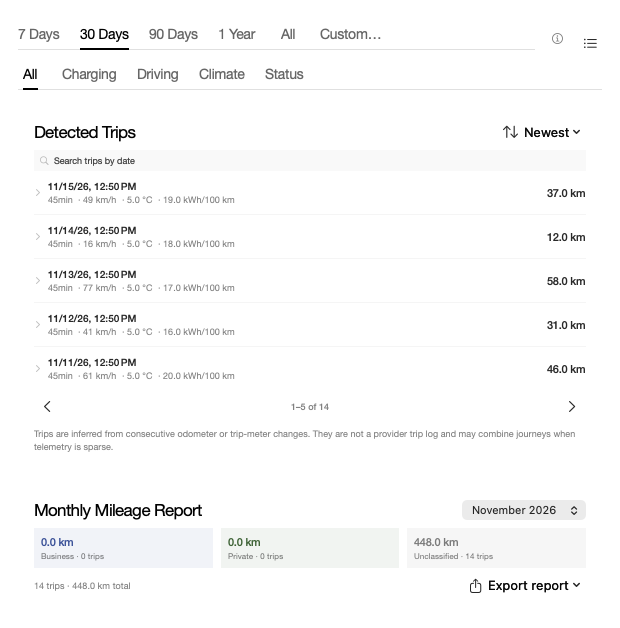 7 Days 30 Days 90 Days 1 Year All Custom...
All Charging Driving Climate Status
Detected Trips
Newest
Search trips by date
11/15/26, 12:50 PM
45min · 49 km/h · 5.0 °C · 19.0 kWh/100 km
37.0 km
11/14/26, 12:50 PM
45min · 16 km/h · 5.0 °C · 18.0 kWh/100 km
12.0 km
11/13/26, 12:50 PM
45min · 77 km/h · 5.0 °C · 17.0 kWh/100 km
58.0 km
11/12/26, 12:50 PM
45min · 41 km/h · 5.0 °C · 16.0 kWh/100 km
31.0 km
11/11/26, 12:50 PM
45min · 61 km/h · 5.0 °C · 20.0 kWh/100 km
46.0 km
1–5 of 14
Trips are inferred from consecutive odometer or trip-meter changes. They are not a provider trip log and may combine journeys when
telemetry is sparse.
Monthly Mileage Report
November 2026
0.0 km
Business · 0 trips
0.0 km
Private · 0 trips
448.0 km
Unclassified · 14 trips
14 trips · 448.0 km total
Export report